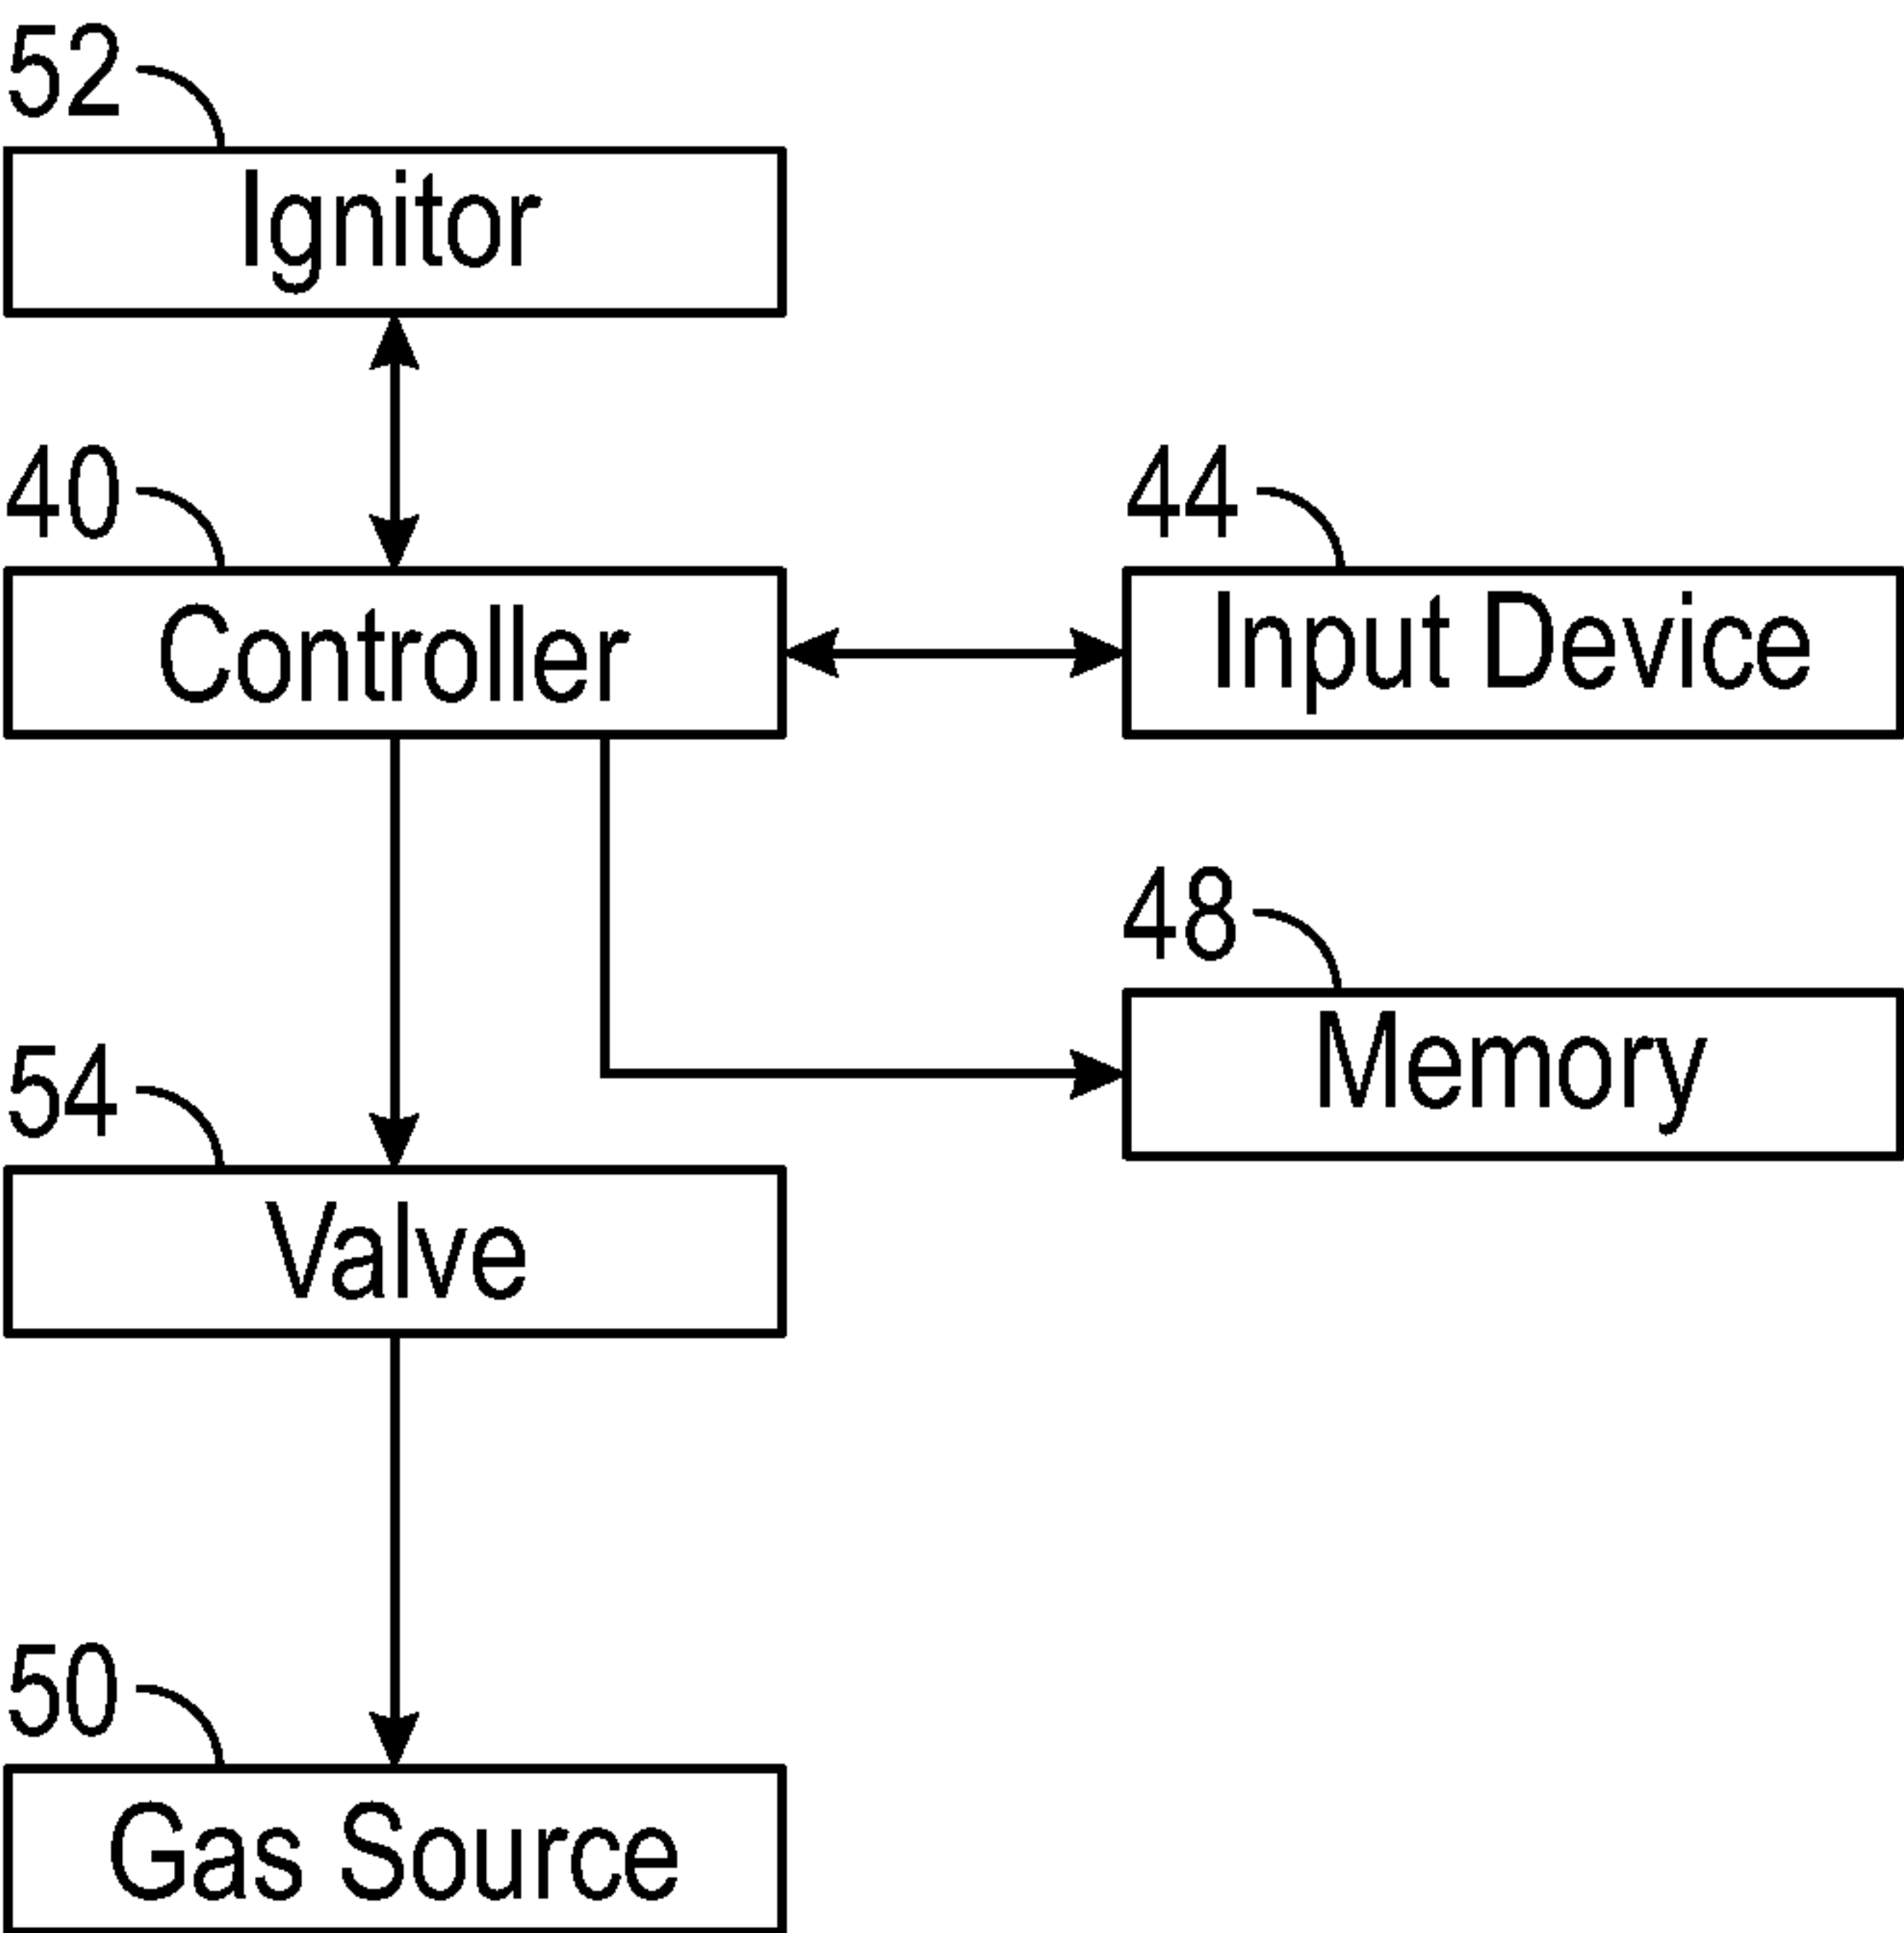 52
Ignitor
40
Controller
44
Input Device
48
Memory
54
Valve
50
Gas Source